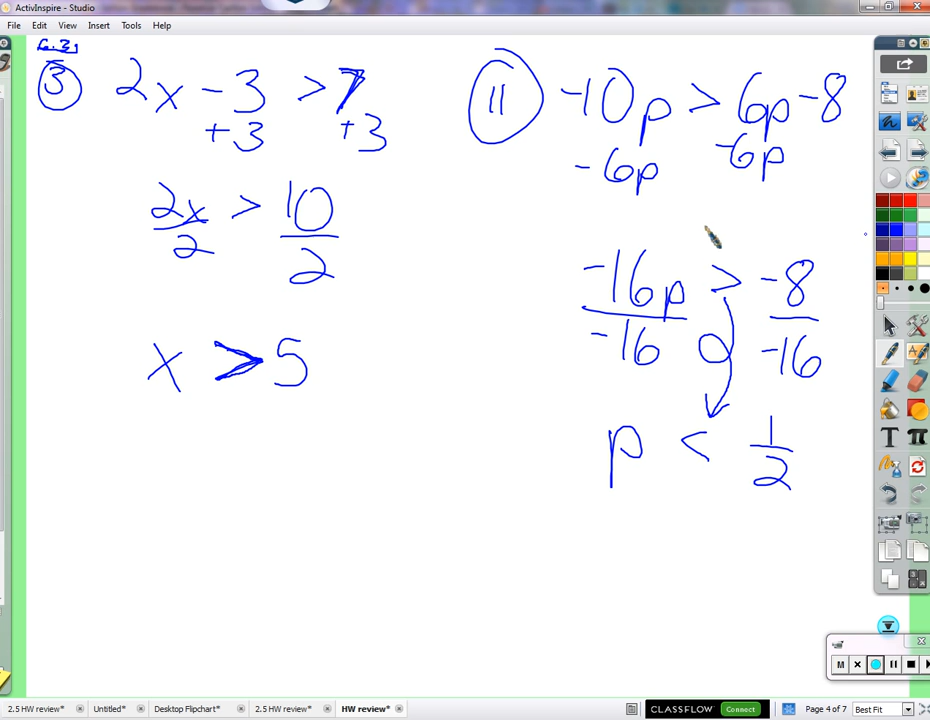 ActivInspire - Studio
File Edit View Insert Tools Help
6.3
3 2x - 3 > 7
+3 +3
2x > 10
2 2
x > 5
11 -10p > 6p - 8
-6p -6p
-16p > -8
-16 -16
p < 1
2
M
2.5 HW review* Untitled* Desktop Flipchart* 2.5 HW review* HW review* CLASSFLOW Connect Page 4 of 7 Best Fit